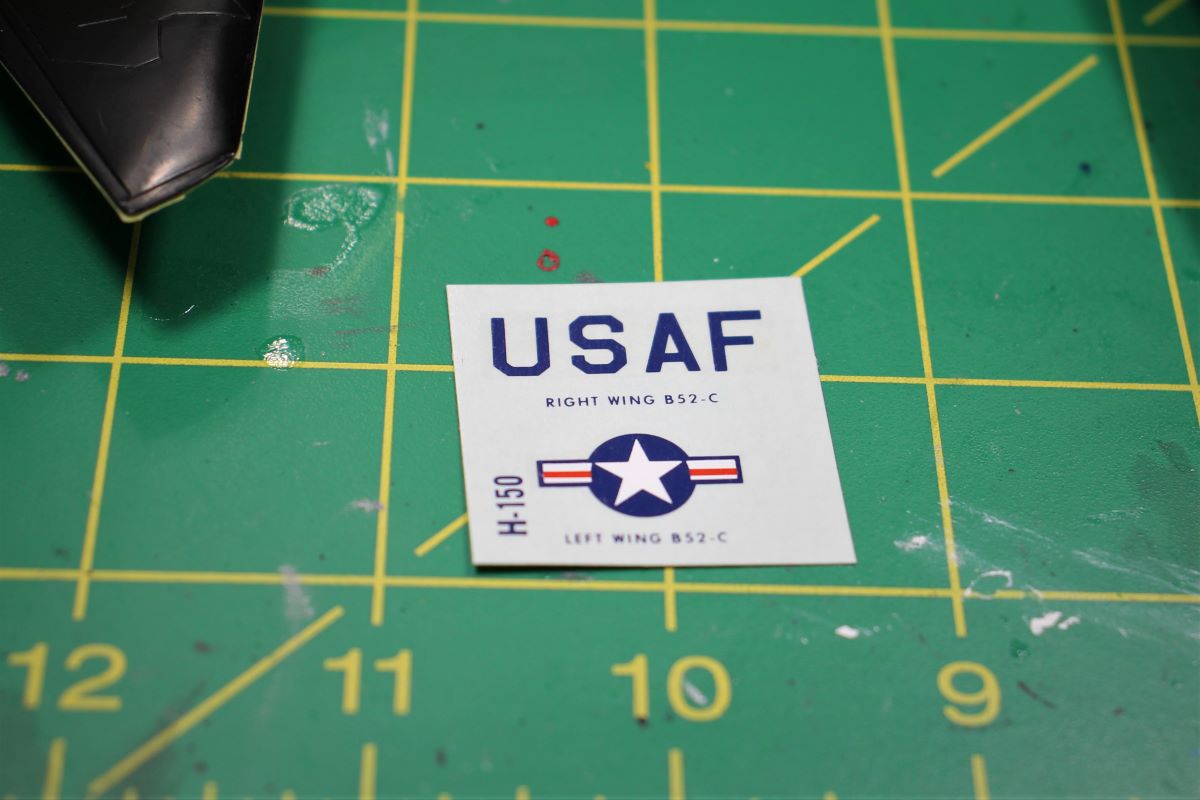 USAF
RIGHT WING B52-C
H-150
LEFT WING B52-C
12 11 10 9